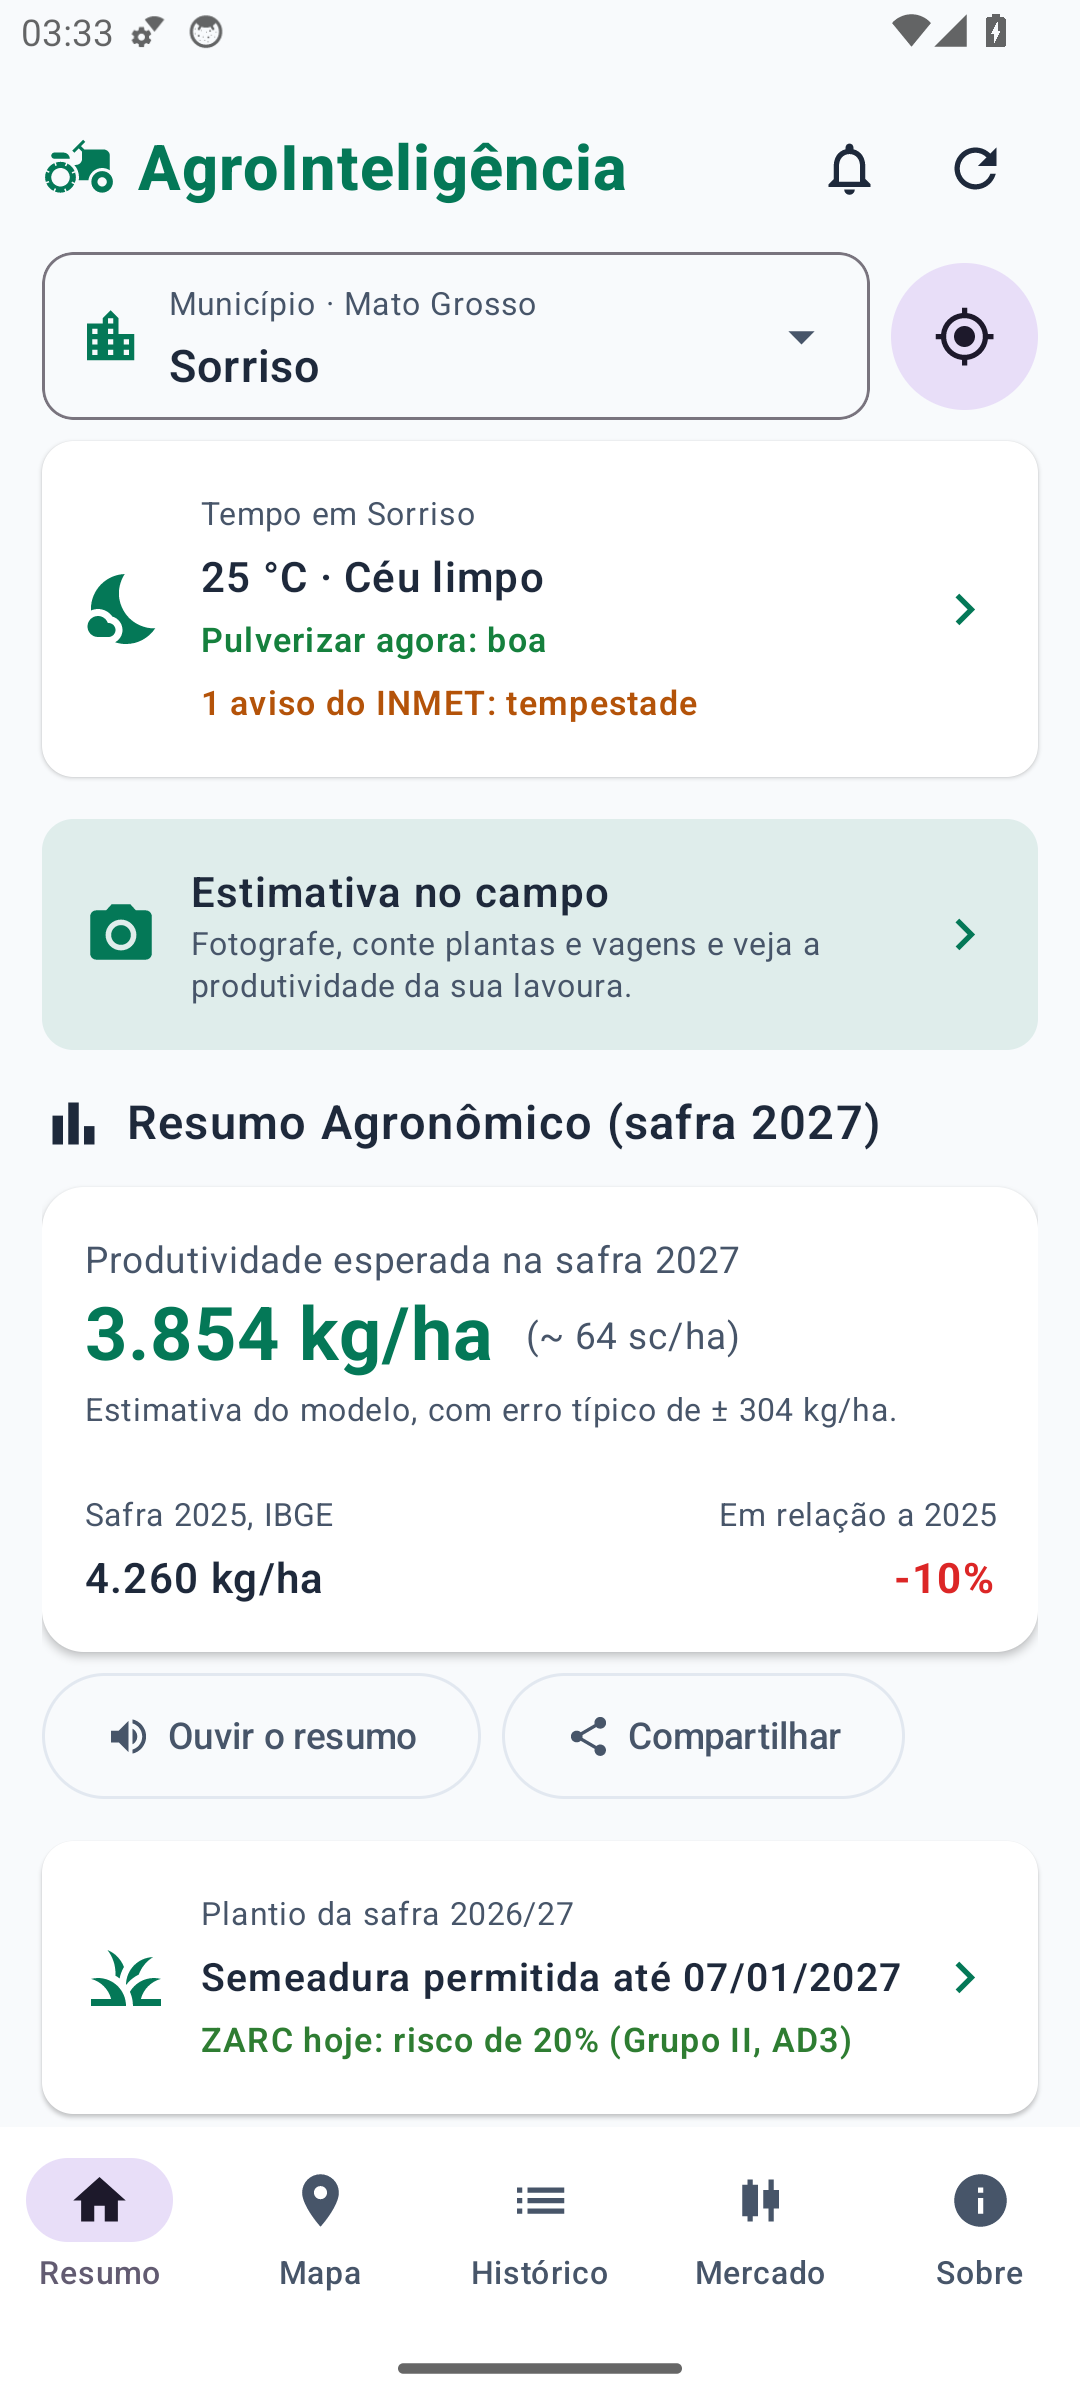 03:33
AgroInteligência
Município · Mato Grosso
Sorriso
Tempo em Sorriso
25 °C · Céu limpo
Pulverizar agora: boa
1 aviso do INMET: tempestade
Estimativa no campo
Fotografe, conte plantas e vagens e veja a
produtividade da sua lavoura.
Resumo Agronômico (safra 2027)
Produtividade esperada na safra 2027
3.854 kg/ha (~ 64 sc/ha)
Estimativa do modelo, com erro típico de ± 304 kg/ha.
Safra 2025, IBGE Em relação a 2025
4.260 kg/ha -10%
Ouvir o resumo Compartilhar
Plantio da safra 2026/27
Semeadura permitida até 07/01/2027
ZARC hoje: risco de 20% (Grupo II, AD3)
Resumo Mapa Histórico Mercado Sobre